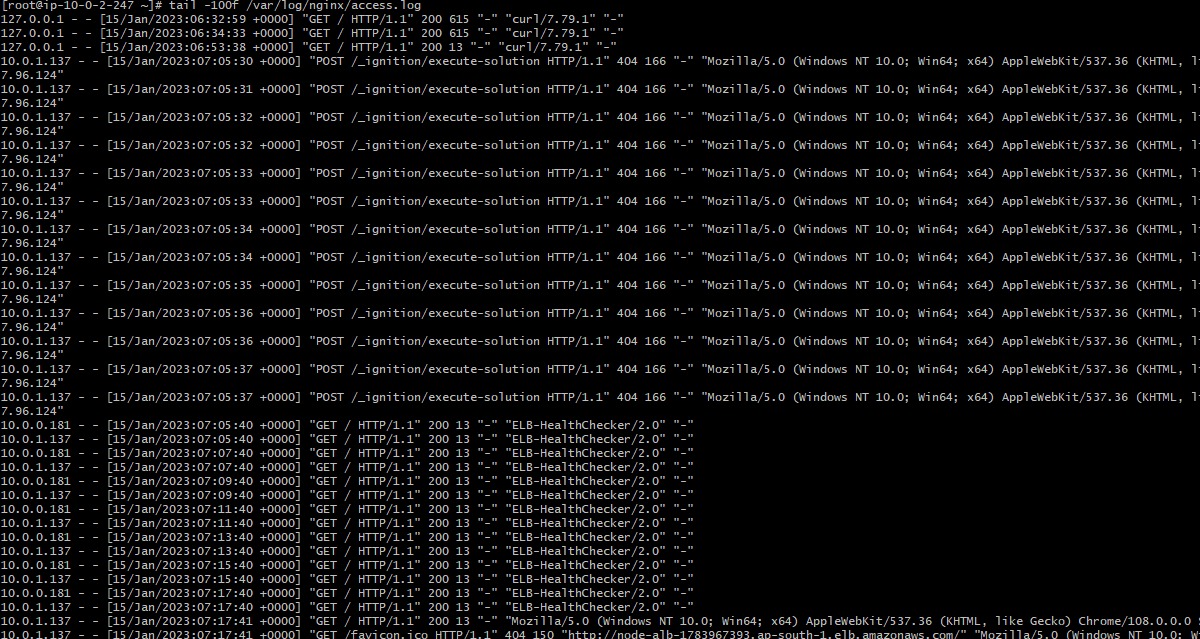 [root@ip-10-0-2-247 ~]# tail -100f /var/log/nginx/access.log
127.0.0.1 - - [15/Jan/2023:06:32:59 +0000] "GET / HTTP/1.1" 200 615 "-" "curl/7.79.1" "-"
127.0.0.1 - - [15/Jan/2023:06:34:33 +0000] "GET / HTTP/1.1" 200 615 "-" "curl/7.79.1" "-"
127.0.0.1 - - [15/Jan/2023:06:53:38 +0000] "GET / HTTP/1.1" 200 13 "-" "curl/7.79.1" "-"
10.0.1.137 - - [15/Jan/2023:07:05:30 +0000] "POST /_ignition/execute-solution HTTP/1.1" 404 166 "-" "Mozilla/5.0 (Windows NT 10.0; Win64; x64) AppleWebKit/537.36 (KHTML, li
7.96.124"
10.0.1.137 - - [15/Jan/2023:07:05:31 +0000] "POST /_ignition/execute-solution HTTP/1.1" 404 166 "-" "Mozilla/5.0 (Windows NT 10.0; Win64; x64) AppleWebKit/537.36 (KHTML, li
7.96.124"
10.0.1.137 - - [15/Jan/2023:07:05:32 +0000] "POST /_ignition/execute-solution HTTP/1.1" 404 166 "-" "Mozilla/5.0 (Windows NT 10.0; Win64; x64) AppleWebKit/537.36 (KHTML, li
7.96.124"
10.0.1.137 - - [15/Jan/2023:07:05:32 +0000] "POST /_ignition/execute-solution HTTP/1.1" 404 166 "-" "Mozilla/5.0 (Windows NT 10.0; Win64; x64) AppleWebKit/537.36 (KHTML, li
7.96.124"
10.0.1.137 - - [15/Jan/2023:07:05:33 +0000] "POST /_ignition/execute-solution HTTP/1.1" 404 166 "-" "Mozilla/5.0 (Windows NT 10.0; Win64; x64) AppleWebKit/537.36 (KHTML, li
7.96.124"
10.0.1.137 - - [15/Jan/2023:07:05:33 +0000] "POST /_ignition/execute-solution HTTP/1.1" 404 166 "-" "Mozilla/5.0 (Windows NT 10.0; Win64; x64) AppleWebKit/537.36 (KHTML, li
7.96.124"
10.0.1.137 - - [15/Jan/2023:07:05:34 +0000] "POST /_ignition/execute-solution HTTP/1.1" 404 166 "-" "Mozilla/5.0 (Windows NT 10.0; Win64; x64) AppleWebKit/537.36 (KHTML, li
7.96.124"
10.0.1.137 - - [15/Jan/2023:07:05:34 +0000] "POST /_ignition/execute-solution HTTP/1.1" 404 166 "-" "Mozilla/5.0 (Windows NT 10.0; Win64; x64) AppleWebKit/537.36 (KHTML, li
7.96.124"
10.0.1.137 - - [15/Jan/2023:07:05:35 +0000] "POST /_ignition/execute-solution HTTP/1.1" 404 166 "-" "Mozilla/5.0 (Windows NT 10.0; Win64; x64) AppleWebKit/537.36 (KHTML, li
7.96.124"
10.0.1.137 - - [15/Jan/2023:07:05:36 +0000] "POST /_ignition/execute-solution HTTP/1.1" 404 166 "-" "Mozilla/5.0 (Windows NT 10.0; Win64; x64) AppleWebKit/537.36 (KHTML, li
7.96.124"
10.0.1.137 - - [15/Jan/2023:07:05:36 +0000] "POST /_ignition/execute-solution HTTP/1.1" 404 166 "-" "Mozilla/5.0 (Windows NT 10.0; Win64; x64) AppleWebKit/537.36 (KHTML, li
7.96.124"
10.0.1.137 - - [15/Jan/2023:07:05:37 +0000] "POST /_ignition/execute-solution HTTP/1.1" 404 166 "-" "Mozilla/5.0 (Windows NT 10.0; Win64; x64) AppleWebKit/537.36 (KHTML, li
7.96.124"
10.0.1.137 - - [15/Jan/2023:07:05:37 +0000] "POST /_ignition/execute-solution HTTP/1.1" 404 166 "-" "Mozilla/5.0 (Windows NT 10.0; Win64; x64) AppleWebKit/537.36 (KHTML, li
7.96.124"
10.0.0.181 - - [15/Jan/2023:07:05:40 +0000] "GET / HTTP/1.1" 200 13 "-" "ELB-HealthChecker/2.0" "-"
10.0.1.137 - - [15/Jan/2023:07:05:40 +0000] "GET / HTTP/1.1" 200 13 "-" "ELB-HealthChecker/2.0" "-"
10.0.0.181 - - [15/Jan/2023:07:07:40 +0000] "GET / HTTP/1.1" 200 13 "-" "ELB-HealthChecker/2.0" "-"
10.0.1.137 - - [15/Jan/2023:07:07:40 +0000] "GET / HTTP/1.1" 200 13 "-" "ELB-HealthChecker/2.0" "-"
10.0.0.181 - - [15/Jan/2023:07:09:40 +0000] "GET / HTTP/1.1" 200 13 "-" "ELB-HealthChecker/2.0" "-"
10.0.1.137 - - [15/Jan/2023:07:09:40 +0000] "GET / HTTP/1.1" 200 13 "-" "ELB-HealthChecker/2.0" "-"
10.0.0.181 - - [15/Jan/2023:07:11:40 +0000] "GET / HTTP/1.1" 200 13 "-" "ELB-HealthChecker/2.0" "-"
10.0.1.137 - - [15/Jan/2023:07:11:40 +0000] "GET / HTTP/1.1" 200 13 "-" "ELB-HealthChecker/2.0" "-"
10.0.0.181 - - [15/Jan/2023:07:13:40 +0000] "GET / HTTP/1.1" 200 13 "-" "ELB-HealthChecker/2.0" "-"
10.0.1.137 - - [15/Jan/2023:07:13:40 +0000] "GET / HTTP/1.1" 200 13 "-" "ELB-HealthChecker/2.0" "-"
10.0.0.181 - - [15/Jan/2023:07:15:40 +0000] "GET / HTTP/1.1" 200 13 "-" "ELB-HealthChecker/2.0" "-"
10.0.1.137 - - [15/Jan/2023:07:15:40 +0000] "GET / HTTP/1.1" 200 13 "-" "ELB-HealthChecker/2.0" "-"
10.0.0.181 - - [15/Jan/2023:07:17:40 +0000] "GET / HTTP/1.1" 200 13 "-" "ELB-HealthChecker/2.0" "-"
10.0.1.137 - - [15/Jan/2023:07:17:40 +0000] "GET / HTTP/1.1" 200 13 "-" "ELB-HealthChecker/2.0" "-"
10.0.1.137 - - [15/Jan/2023:07:17:41 +0000] "GET / HTTP/1.1" 200 13 "-" "Mozilla/5.0 (Windows NT 10.0; Win64; x64) AppleWebKit/537.36 (KHTML, like Gecko) Chrome/108.0.0.0
10.0.1.137 - - [15/Jan/2023:07:17:41 +0000] "GET /favicon.ico HTTP/1.1" 404 150 "http://node-alb-1783967393.ap-south-1.elb.amazonaws.com/" "Mozilla/5.0 (Windows NT 10.0;